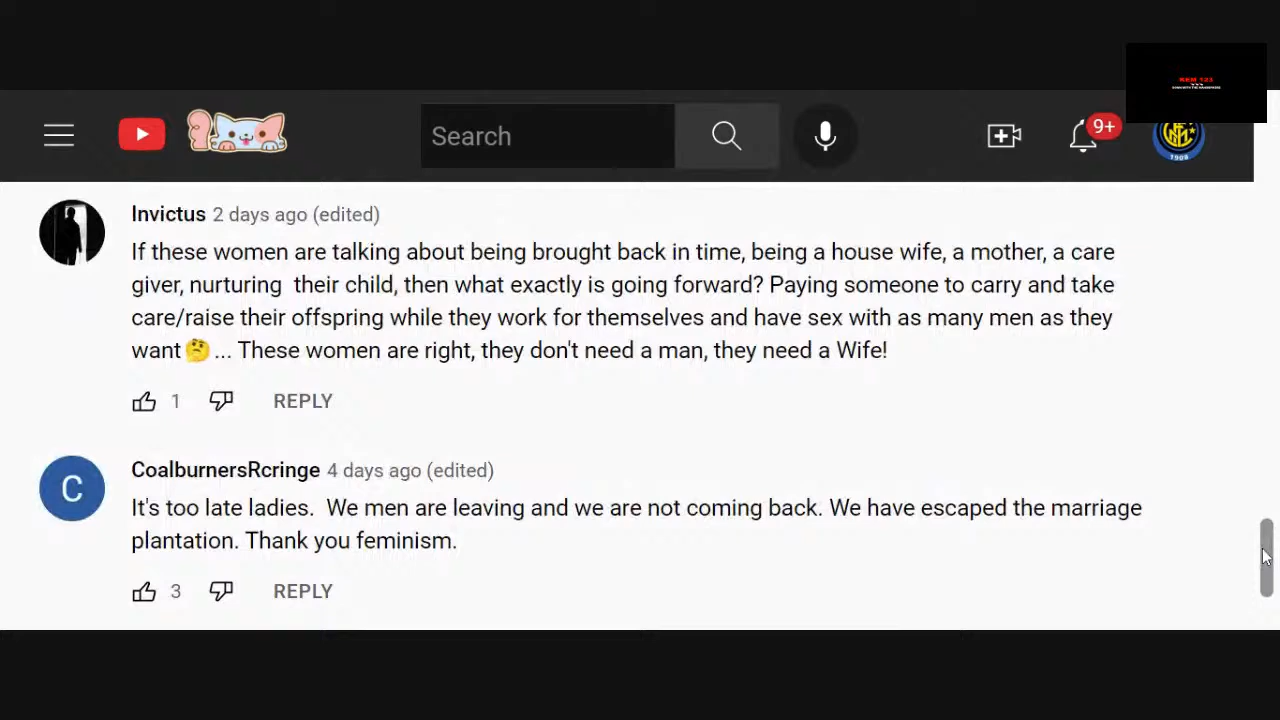 REM 123
Search
9+
1908
Invictus 2 days ago (edited)
If these women are talking about being brought back in time, being a house wife, a mother, a care
giver, nurturing  their child, then what exactly is going forward? Paying someone to carry and take
care/raise their offspring while they work for themselves and have sex with as many men as they
want🤔... These women are right, they don't need a man, they need a Wife!
1 REPLY
C
CoalburnersRcringe 4 days ago (edited)
It's too late ladies.  We men are leaving and we are not coming back. We have escaped the marriage
plantation. Thank you feminism.
3 REPLY